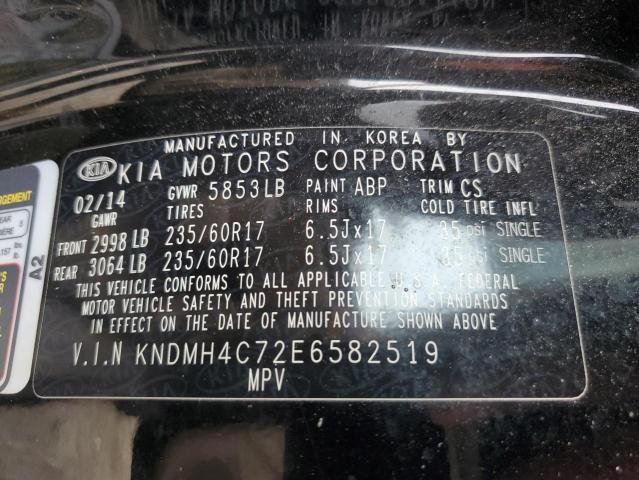 MANUFACTURED IN KOREA BY
KIA KIA MOTORS CORPORATION
02/14 GVWR 5853LB PAINT ABP TRIM CS
GAWR TIRES RIMS COLD TIRE INFL
FRONT 2998 LB 235/60R17 6.5Jx17 35 psi SINGLE
REAR 3064 LB 235/60R17 6.5Jx17 35 psi SINGLE
THIS VEHICLE CONFORMS TO ALL APPLICABLE U.S.A. FEDERAL
MOTOR VEHICLE SAFETY AND THEFT PREVENTION STANDARDS
IN EFFECT ON THE DATE OF MANUFACTURE SHOWN ABOVE
V.I.N KNDMH4C72E6582519
MPV
A2